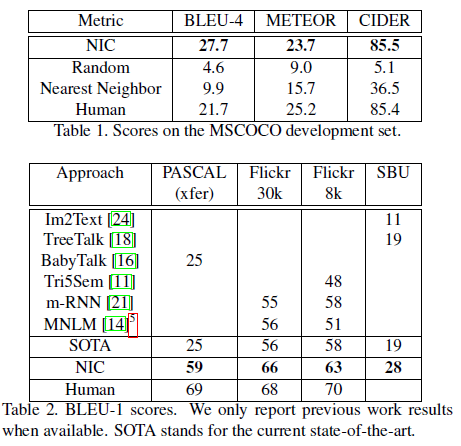 Metric BLEU-4 METEOR CIDER
NIC 27.7 23.7 85.5
Random 4.6 9.0 5.1
Nearest Neighbor 9.9 15.7 36.5
Human 21.7 25.2 85.4
Table 1. Scores on the MSCOCO development set.
Approach PASCAL Flickr Flickr SBU
(xfer) 30k 8k
Im2Text [24] 11
TreeTalk [18] 19
BabyTalk [16] 25
Tri5Sem [11] 48
m-RNN [21] 55 58
MNLM [14]5 56 51
SOTA 25 56 58 19
NIC 59 66 63 28
Human 69 68 70
Table 2. BLEU-1 scores. We only report previous work results
when available. SOTA stands for the current state-of-the-art.